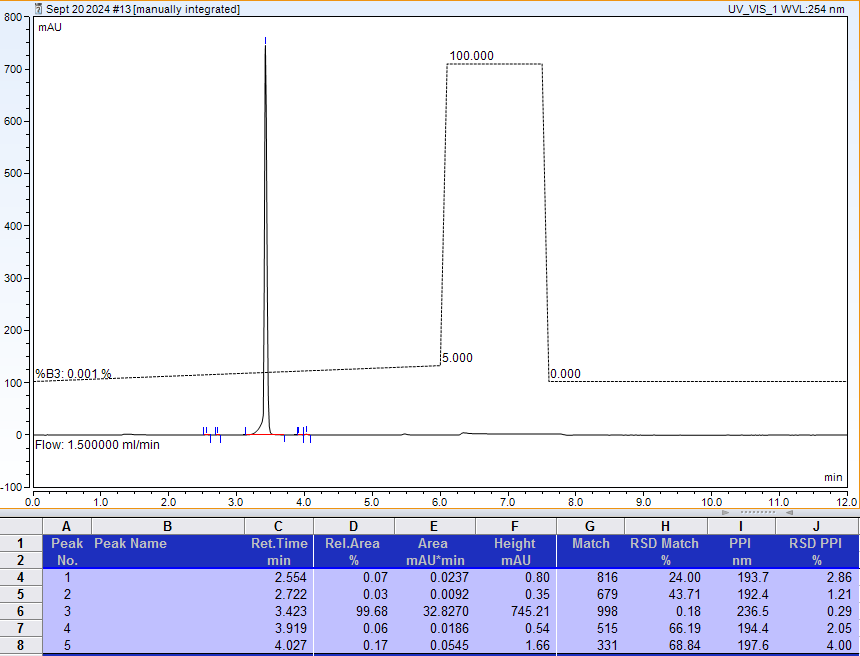 Sept 20 2024 #13 [manually integrated] UV_VIS_1 WVL:254 nm
800
mAU
100.000
700
600
500
400
300
200
5.000
%B3: 0.001 %
0.000
100
0
Flow: 1.500000 ml/min
min
-100
0.0 1.0 2.0 3.0 4.0 5.0 6.0 7.0 8.0 9.0 10.0 11.0 12.0
A B C D E F G H I J
1 Peak Peak Name Ret.Time Rel.Area Area Height Match RSD Match PPI RSD PPI
2 No. min % mAU*min mAU % nm %
4 1 2.554 0.07 0.0237 0.80 816 24.00 193.7 2.86
5 2 2.722 0.03 0.0092 0.35 679 43.71 192.4 1.21
6 3 3.423 99.68 32.8270 745.21 998 0.18 236.5 0.29
7 4 3.919 0.06 0.0186 0.54 515 66.19 194.4 2.05
8 5 4.027 0.17 0.0545 1.66 331 68.84 197.6 4.00